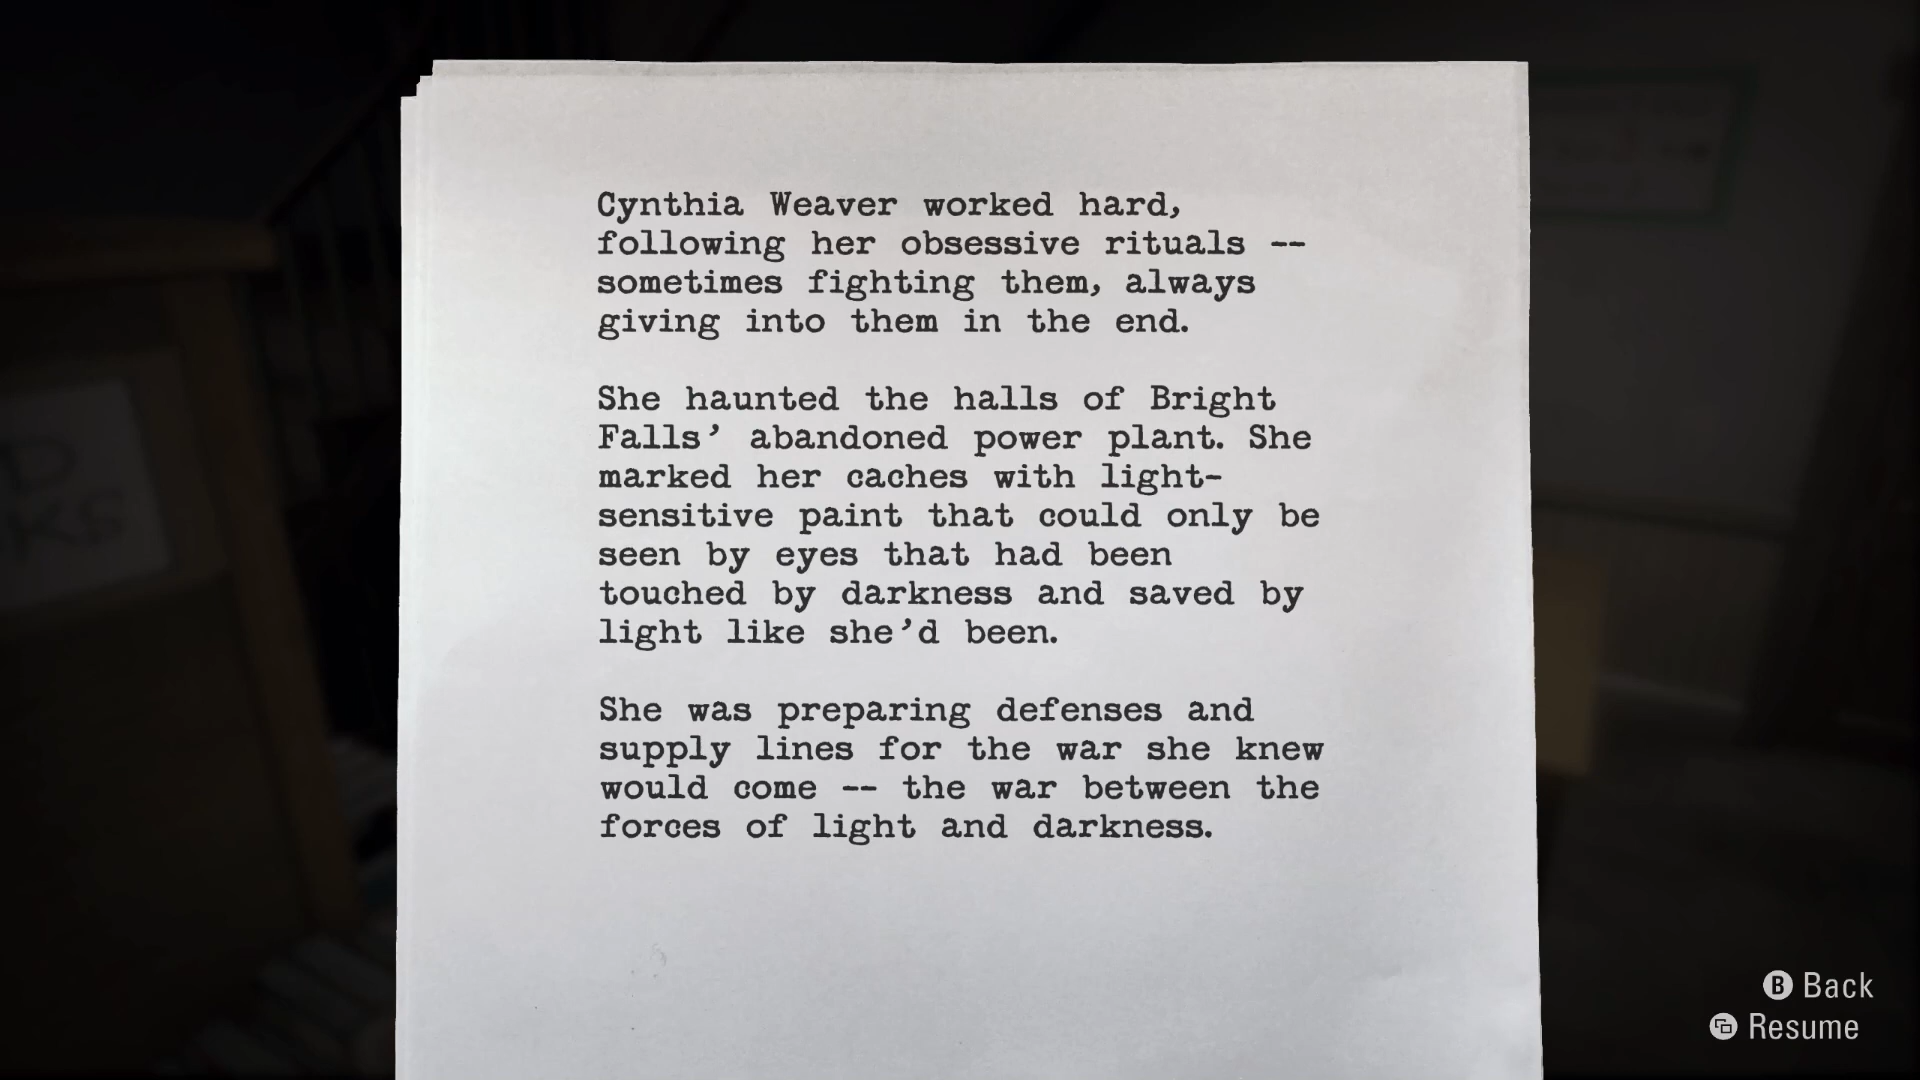 Cynthia Weaver worked hard,
following her obsessive rituals --
sometimes fighting them, always
giving into them in the end.
She haunted the halls of Bright
Falls’ abandoned power plant. She
marked her caches with light-
sensitive paint that could only be
seen by eyes that had been
touched by darkness and saved by
light like she’d been.
She was preparing defenses and
supply lines for the war she knew
would come -- the war between the
forces of light and darkness.
B Back
Resume